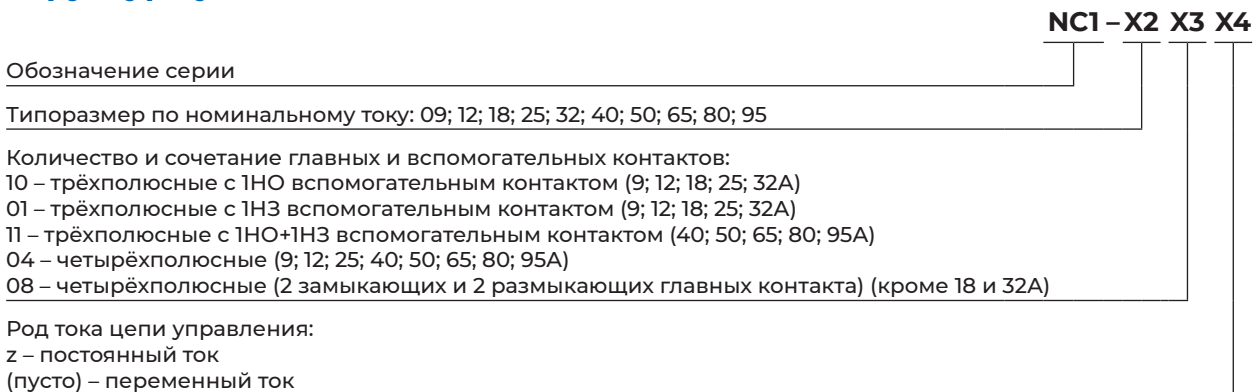 NC1 – X2 X3 X4
Обозначение серии
Типоразмер по номинальному току: 09; 12; 18; 25; 32; 40; 50; 65; 80; 95
Количество и сочетание главных и вспомогательных контактов:
10 – трёхполюсные с 1НО вспомогательным контактом (9; 12; 18; 25; 32А)
01 – трёхполюсные с 1НЗ вспомогательным контактом (9; 12; 18; 25; 32А)
11 – трёхполюсные с 1НО+1НЗ вспомогательным контактом (40; 50; 65; 80; 95А)
04 – четырёхполюсные (9; 12; 25; 40; 50; 65; 80; 95А)
08 – четырёхполюсные (2 замыкающих и 2 размыкающих главных контакта) (кроме 18 и 32А)
Род тока цепи управления:
z – постоянный ток
(пусто) – переменный ток